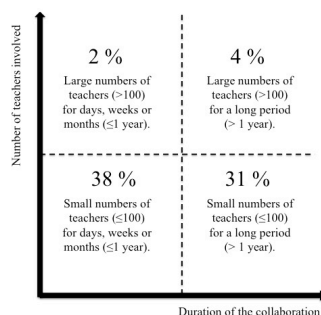 Number of teachers involved
2 %
Large numbers of
teachers (>100)
for days, weeks or
months (≤1 year).
4 %
Large numbers of
teachers (>100)
for a long period
(> 1 year).
38 %
Small numbers of
teachers (≤100)
for days, weeks or
months (≤1 year).
31 %
Small numbers of
teachers (≤100)
for a long period
(> 1 year).
Duration of the collaboration